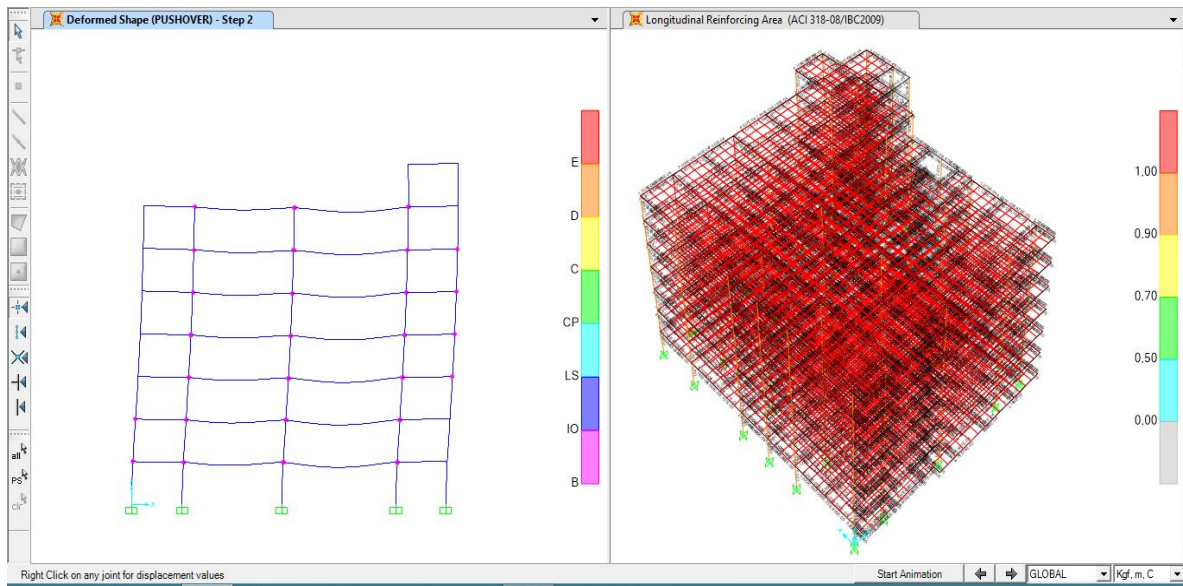 Deformed Shape (PUSHOVER) - Step 2
Longitudinal Reinforcing Area (ACI 318-08/IBC2009)
E
D
C
CP
LS
IO
B
1.00
0.90
0.70
0.50
0.00
all
PS
clr
X
Right Click on any joint for displacement values
Start Animation
GLOBAL
Kgf, m, C